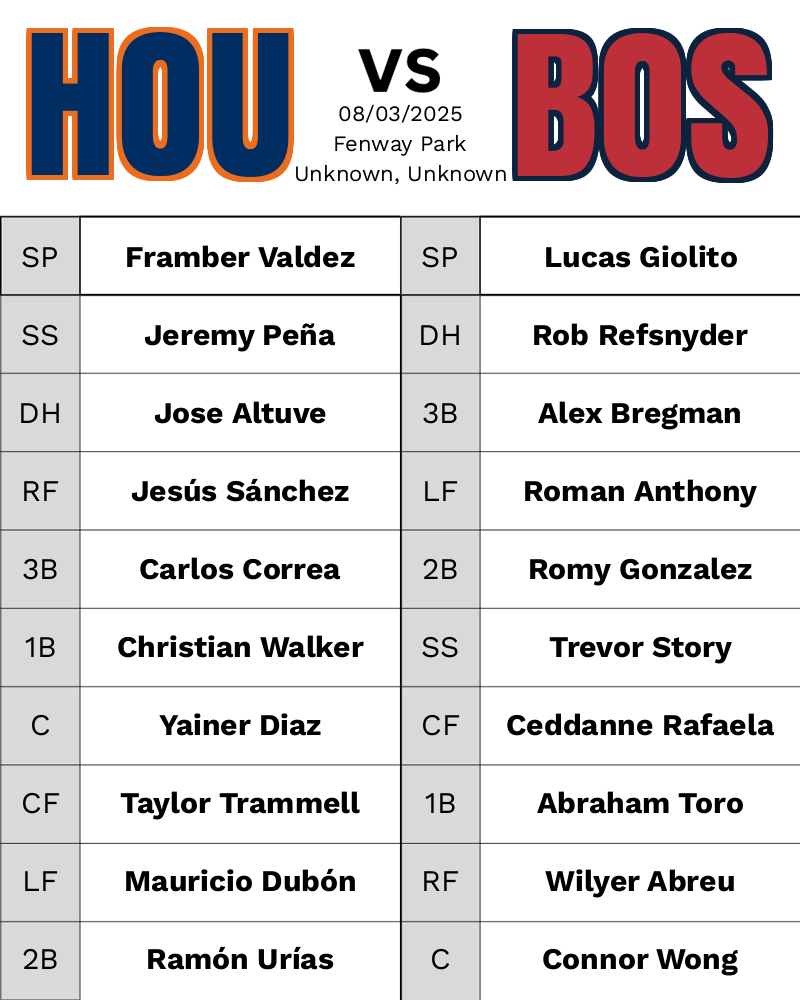 HOU
VS
08/03/2025
Fenway Park
Unknown, Unknown
BOS
SP Framber Valdez SP Lucas Giolito
SS Jeremy Peña DH Rob Refsnyder
DH Jose Altuve 3B Alex Bregman
RF Jesús Sánchez LF Roman Anthony
3B Carlos Correa 2B Romy Gonzalez
1B Christian Walker SS Trevor Story
C Yainer Diaz CF Ceddanne Rafaela
CF Taylor Trammell 1B Abraham Toro
LF Mauricio Dubón RF Wilyer Abreu
2B Ramón Urías C Connor Wong